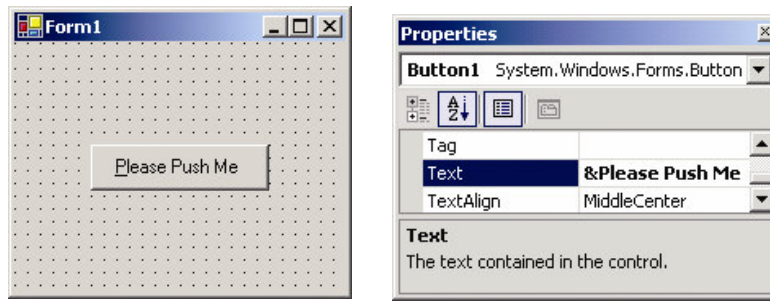 Form1
Please Push Me
Properties
Button1 System.Windows.Forms.Button
Tag
Text &Please Push Me
TextAlign MiddleCenter
Text
The text contained in the control.